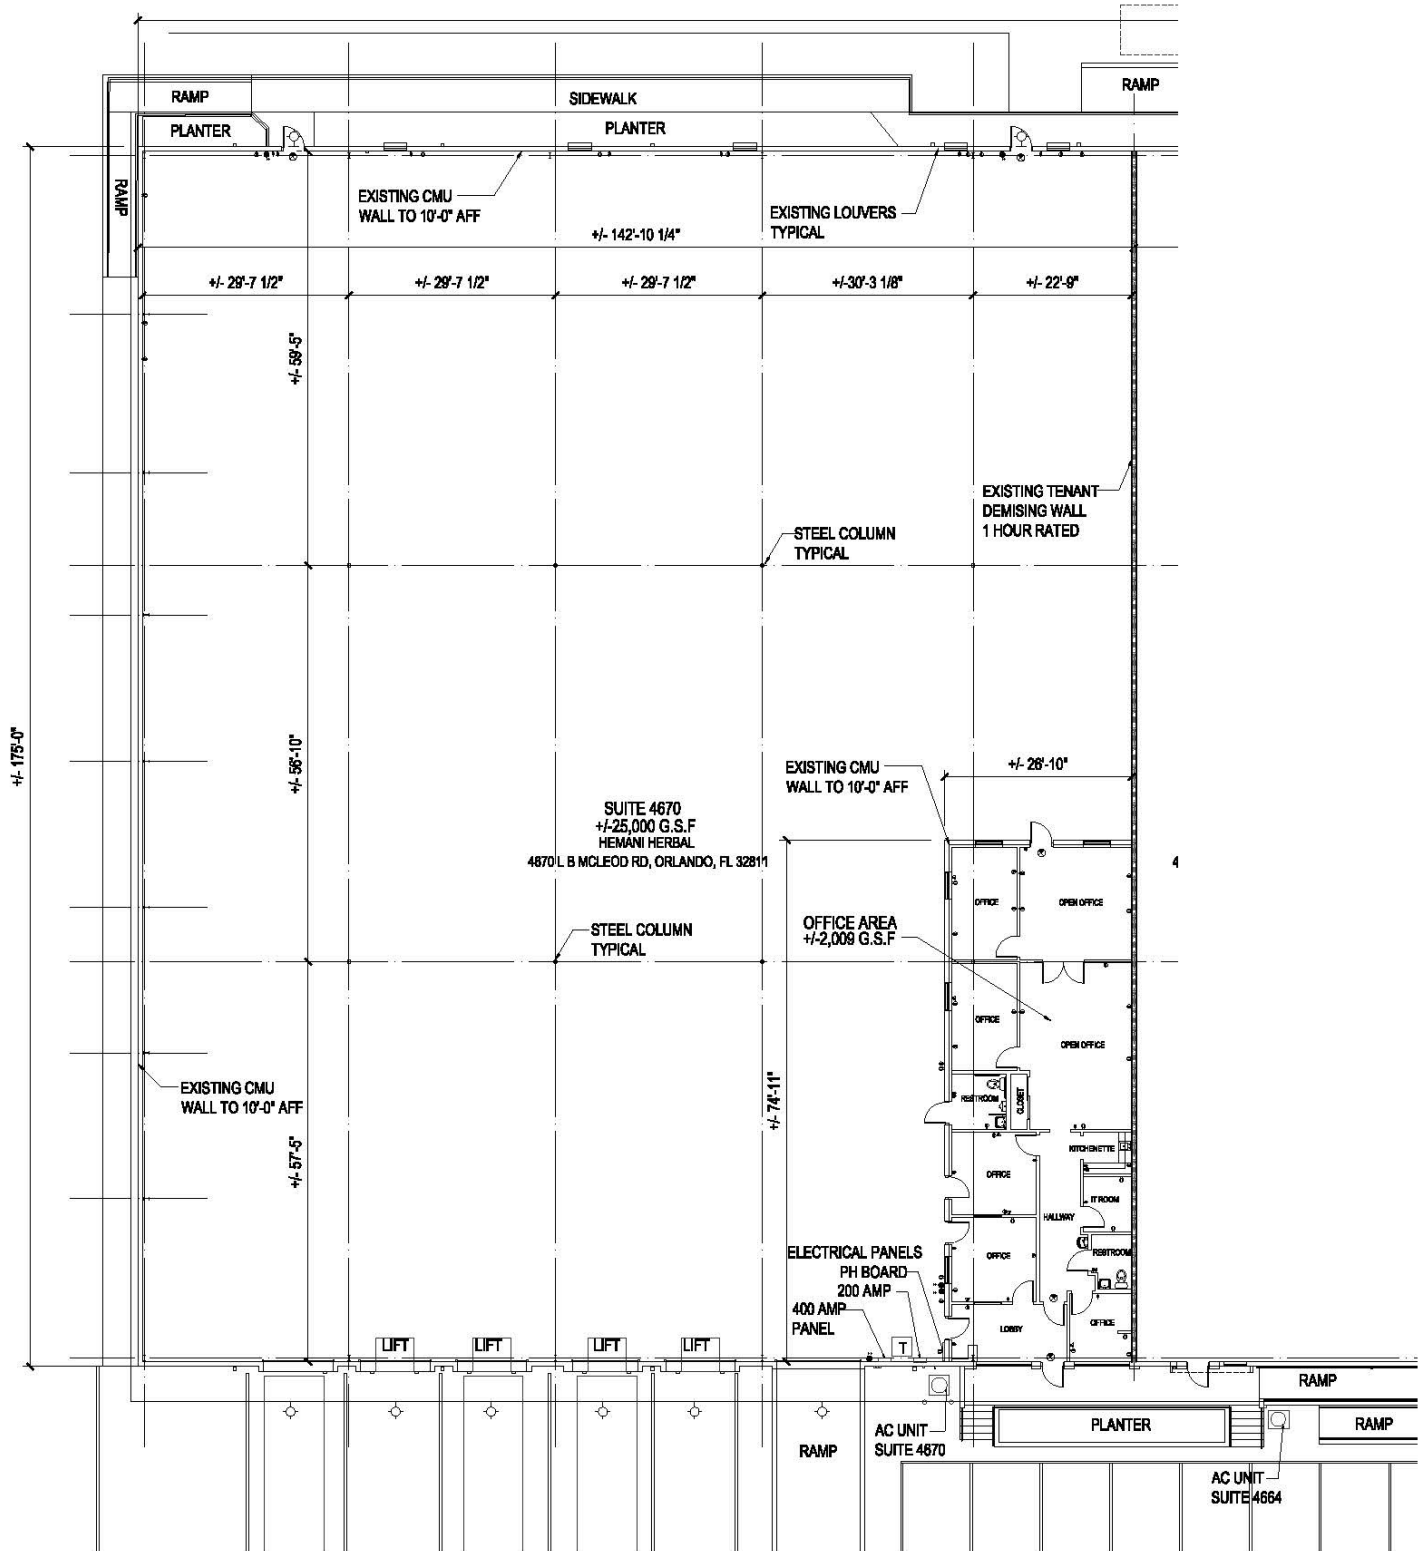 RAMP
RAMP
SIDEWALK
PLANTER
PLANTER
RAMP
EXISTING CMU
WALL TO 10'-0" AFF
EXISTING LOUVERS
TYPICAL
+/- 142'-10 1/4"
+/- 29'-7 1/2"
+/- 29'-7 1/2"
+/- 29'-7 1/2"
+/-30'-3 1/8"
+/- 22'-9"
+/- 59'-5"
EXISTING TENANT
DEMISING WALL
1 HOUR RATED
STEEL COLUMN
TYPICAL
+/- 175'-0"
+/- 56'-10"
EXISTING CMU
WALL TO 10'-0" AFF
+/- 26'-10"
SUITE 4670
+/-25,000 G.S.F
HEMANI HERBAL
4670 L B MCLEOD RD, ORLANDO, FL 32811
4
OFFICE
OPEN OFFICE
OFFICE AREA
+/-2,009 G.S.F
STEEL COLUMN
TYPICAL
OFFICE
OPEN OFFICE
EXISTING CMU
WALL TO 10'-0" AFF
+/- 74'-11"
RESTROOM
CLOSET
+/- 57'-5"
KITCHENETTE
OFFICE
IT ROOM
HALLWAY
OFFICE
RESTROOM
ELECTRICAL PANELS
PH BOARD
200 AMP
400 AMP
PANEL
LOBBY
OFFICE
LIFT
LIFT
LIFT
LIFT
T
RAMP
RAMP
AC UNIT
SUITE 4670
PLANTER
RAMP
AC UNIT
SUITE 4664